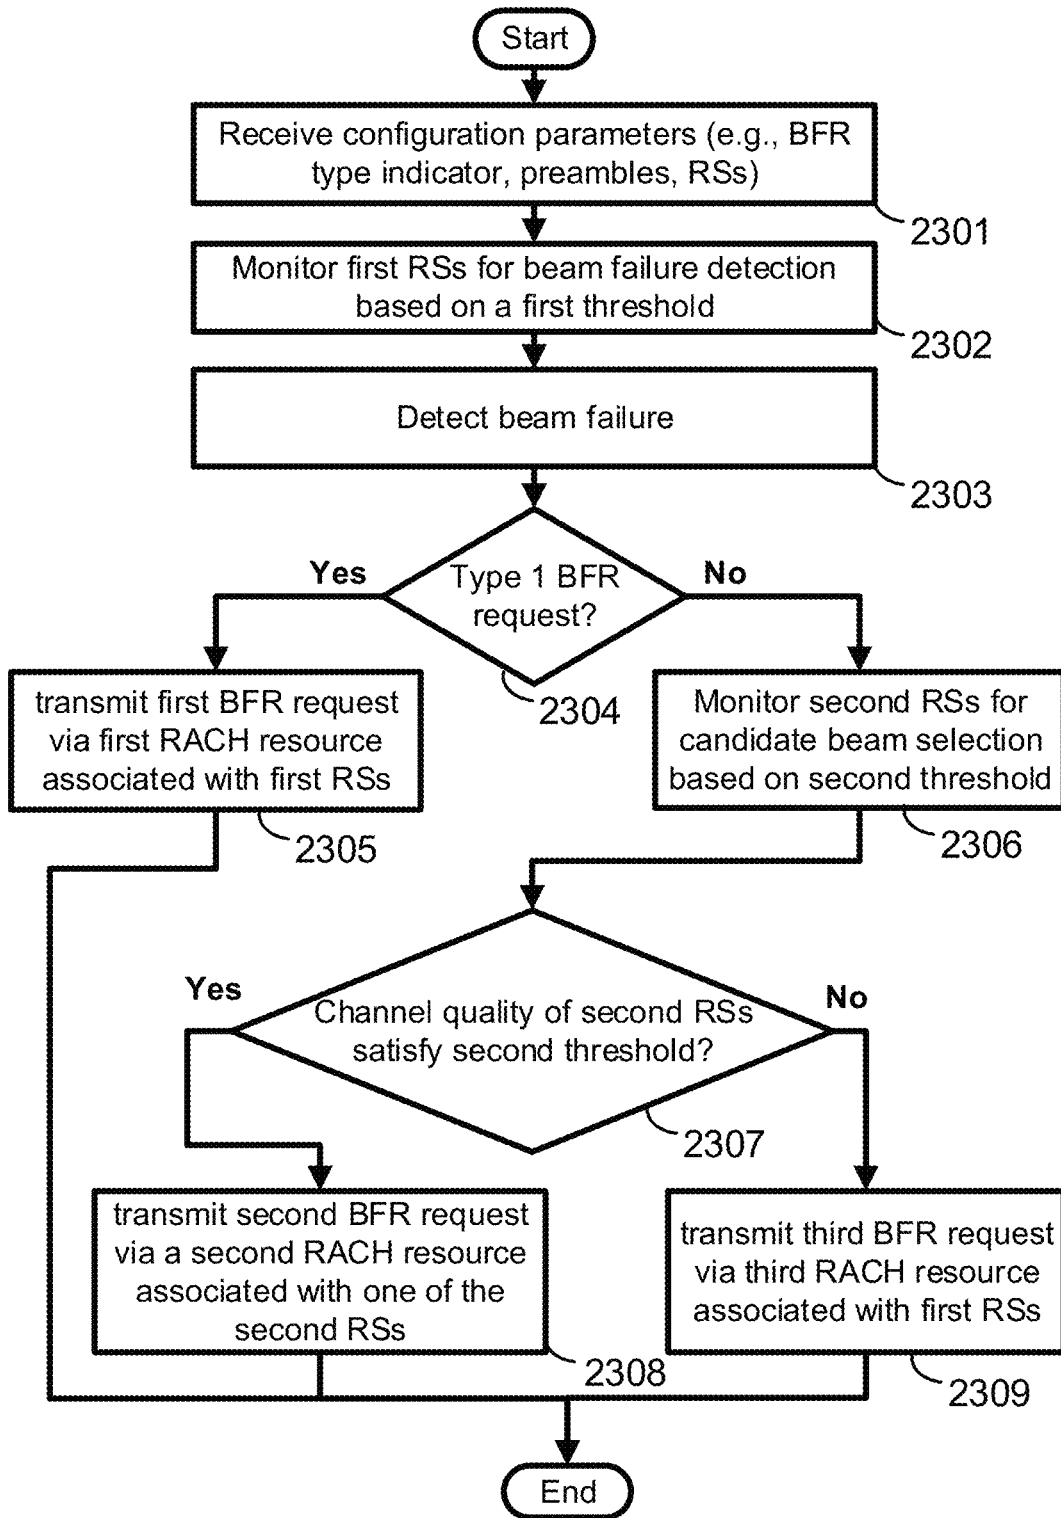 Start
Receive configuration parameters (e.g., BFR
type indicator, preambles, RSs)
2301
Monitor first RSs for beam failure detection
based on a first threshold
2302
Detect beam failure
2303
Type 1 BFR
request?
Yes
No
2304
transmit first BFR request
via first RACH resource
associated with first RSs
2305
Monitor second RSs for
candidate beam selection
based on second threshold
2306
Channel quality of second RSs
satisfy second threshold?
Yes
No
2307
transmit second BFR request
via a second RACH resource
associated with one of the
second RSs
2308
transmit third BFR request
via third RACH resource
associated with first RSs
2309
End